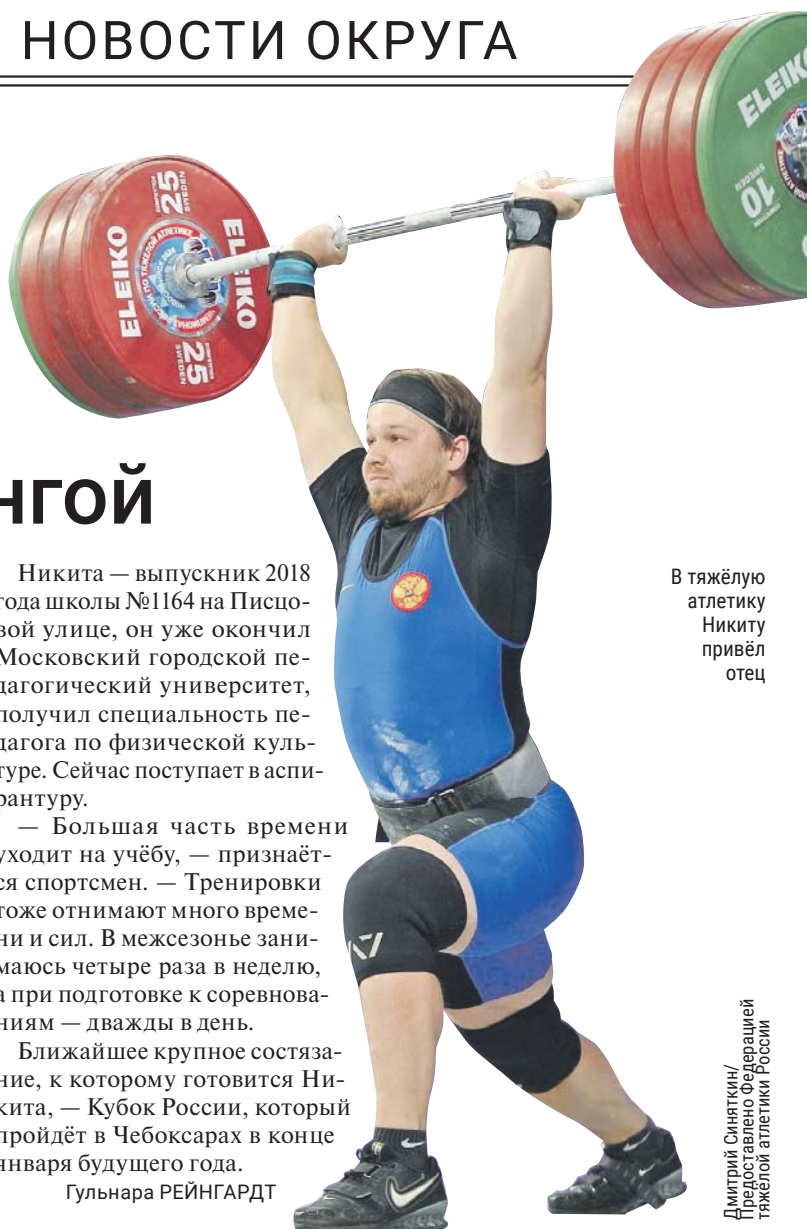 НОВОСТИ ОКРУГА
нгой
Никита — выпускник 2018
года школы №1164 на Писцо-
вой улице, он уже окончил
Московский городской пе-
дагогический университет,
получил специальность пе-
дагога по физической куль-
туре. Сейчас поступает в аспи-
рантуру.
— Большая часть времени
уходит на учёбу, — признаёт-
ся спортсмен. — Тренировки
тоже отнимают много време-
ни и сил. В межсезонье зани-
маюсь четыре раза в неделю,
а при подготовке к соревнова-
ниям — дважды в день.
Ближайшее крупное состяза-
ние, к которому готовится Ни-
кита, — Кубок России, который
пройдёт в Чебоксарах в конце
января будущего года.
Гульнара РЕЙНГАРДТ
В тяжёлую
атлетику
Никиту
привёл
отец
Дмитрий Синяткин/
Предоставлено Федерацией
тяжёлой атлетики России
ELEIKO
25
SWEDEN
ELEIKO
25
SWEDEN
ELEIKO
10
SWEDEN